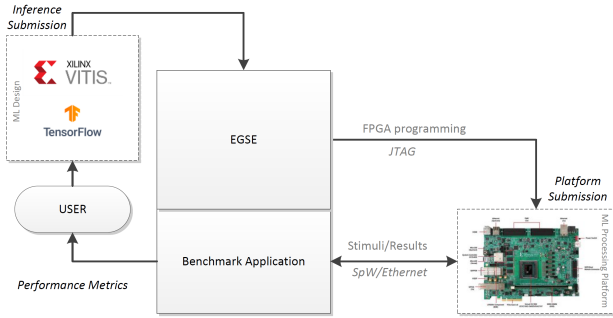 Inference
Submission
XILINX
VITIS™
TensorFlow
ML Design
EGSE
FPGA programming
JTAG
Platform
Submission
USER
Benchmark Application
Stimuli/Results
SpW/Ethernet
ML Processing Platform
Performance Metrics